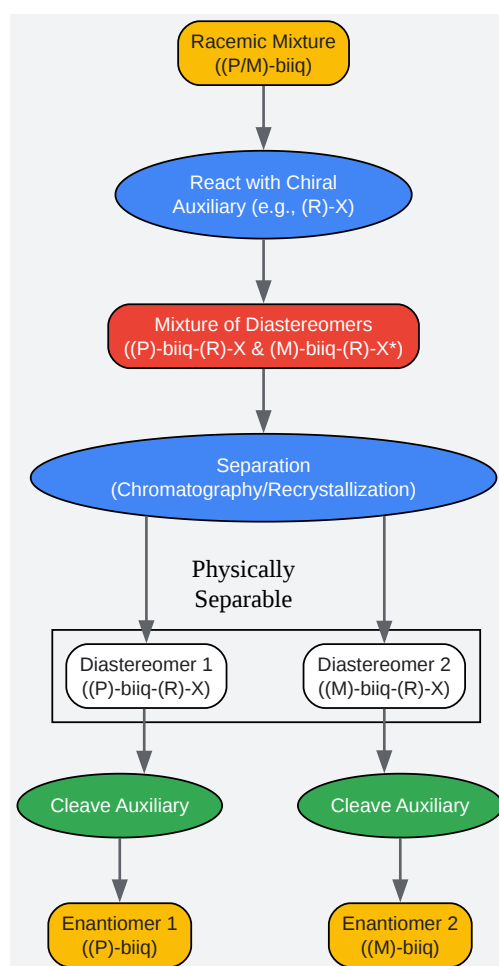 Racemic Mixture
((P/M)-biiq)
React with Chiral
Auxiliary (e.g., (R)-X)
Mixture of Diastereomers
((P)-biiq-(R)-X & (M)-biiq-(R)-X*)
Separation
(Chromatography/Recrystallization)
Physically
Separable
Diastereomer 1
((P)-biiq-(R)-X)
Diastereomer 2
((M)-biiq-(R)-X)
Cleave Auxiliary
Cleave Auxiliary
Enantiomer 1
((P)-biiq)
Enantiomer 2
((M)-biiq)